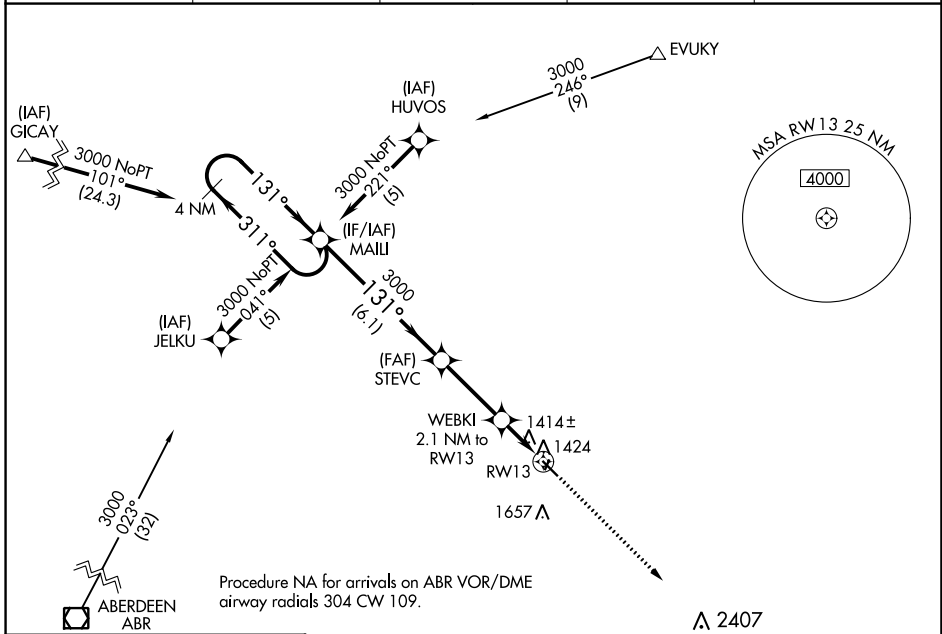 EVUKY
3000
246°
(9)
(IAF)
HUVOS
(IAF)
GICAY
3000 NoPT
101°
(24.3)
4 NM
131°
311°
3000 NoPT
221°
(5)
(IF/IAF)
MAILI
MSA RW13 25 NM
4000
3000 NoPT
041°
(5)
(IAF)
JELKU
3000
131°
(6.1)
(FAF)
STEVC
WEBKI
2.1 NM to
RW13
1414±
1424
RW13
1657
3000
023°
(32)
ABERDEEN
ABR
Procedure NA for arrivals on ABR VOR/DME
airway radials 304 CW 109.
2407